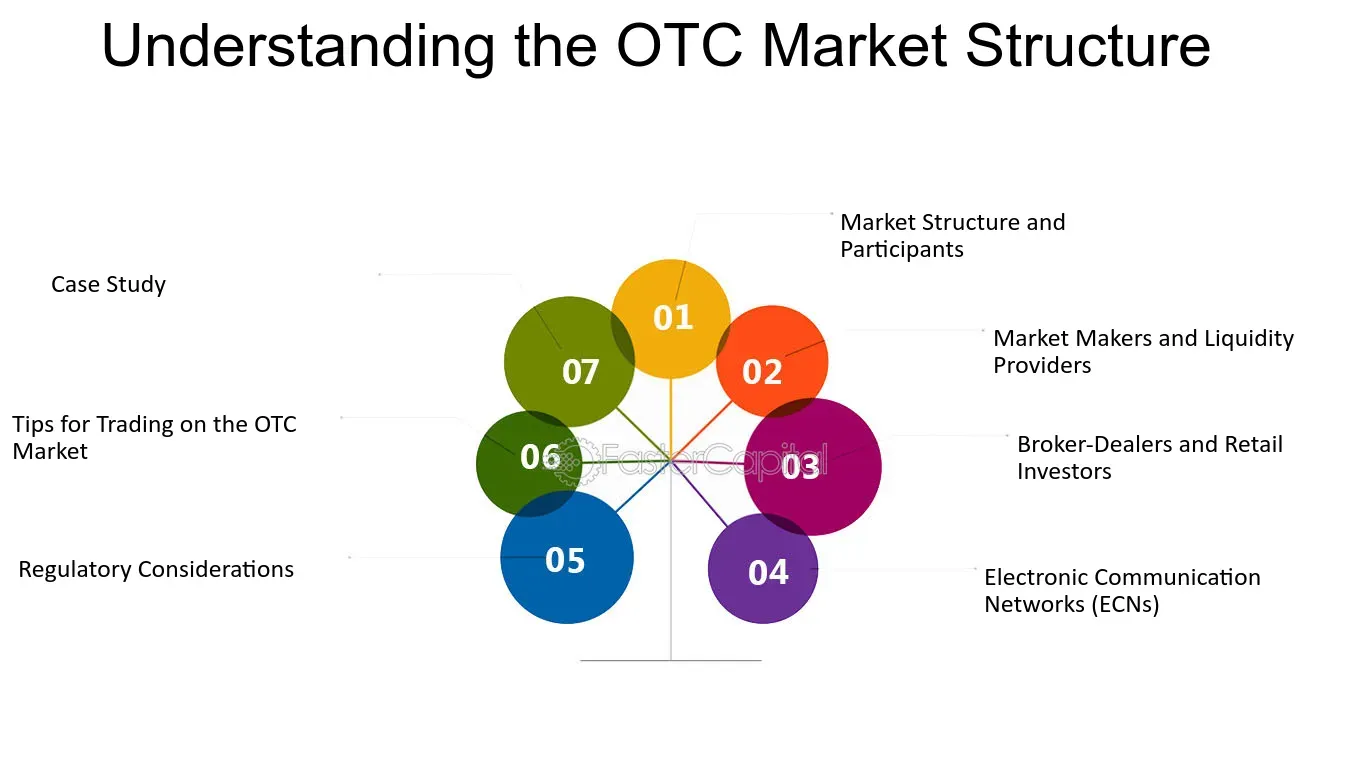 Understanding the OTC Market Structure
01
Market Structure and
Participants
02
Market Makers and Liquidity
Providers
03
Broker-Dealers and Retail
Investors
04
Electronic Communication
Networks (ECNs)
05
Regulatory Considerations
06
Tips for Trading on the OTC
Market
07
Case Study
FasterCapital